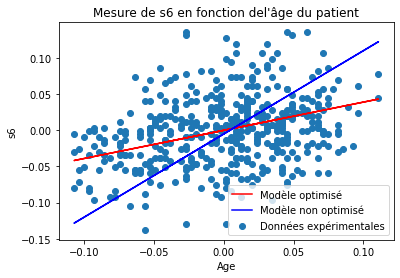 Mesure de s6 en fonction del'âge du patient
0.10
0.05
0.00
−0.05
−0.10
−0.15
s6
Modèle optimisé
Modèle non optimisé
Données expérimentales
−0.10
−0.05
0.00
0.05
0.10
Age